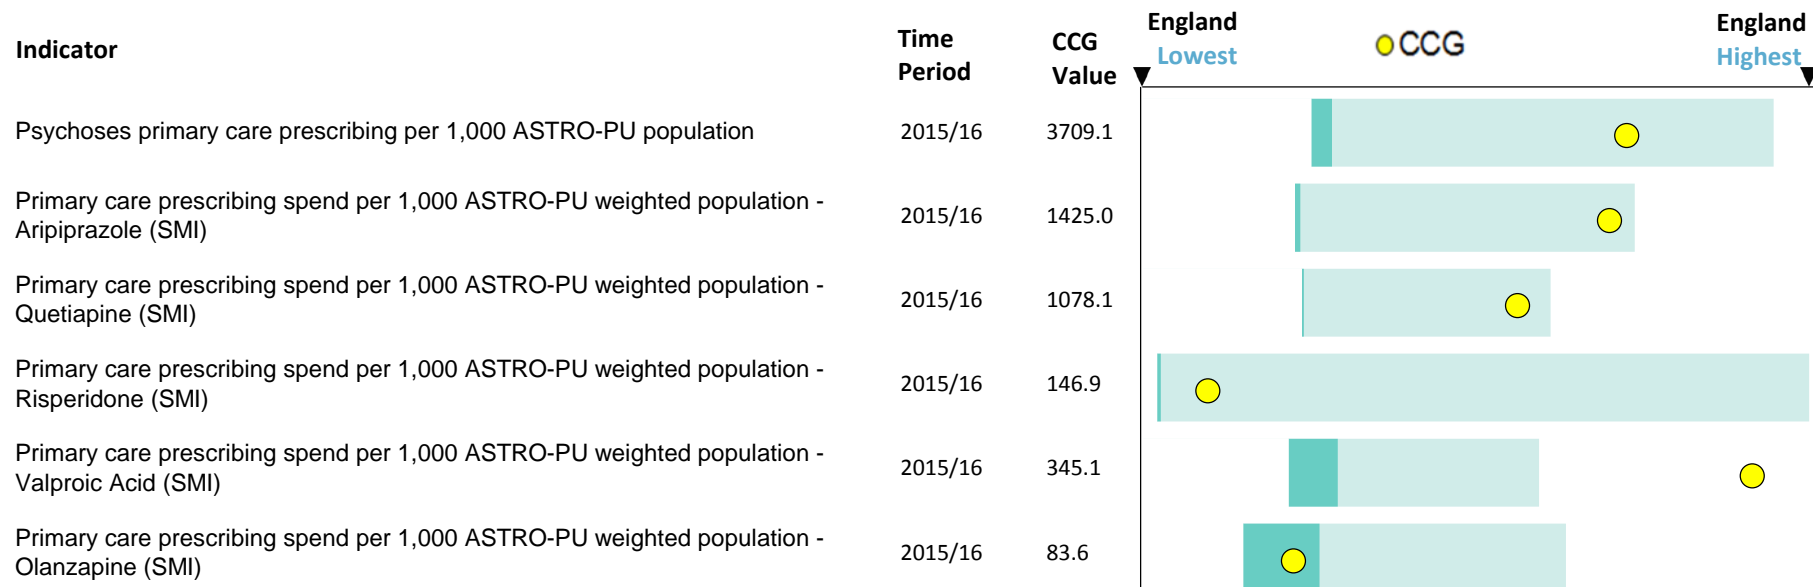 Indicator
Time
Period
CCG
Value
England
Lowest
CCG
England
Highest
Psychoses primary care prescribing per 1,000 ASTRO-PU population
2015/16
3709.1
Primary care prescribing spend per 1,000 ASTRO-PU weighted population -
Aripiprazole (SMI)
2015/16
1425.0
Primary care prescribing spend per 1,000 ASTRO-PU weighted population -
Quetiapine (SMI)
2015/16
1078.1
Primary care prescribing spend per 1,000 ASTRO-PU weighted population -
Risperidone (SMI)
2015/16
146.9
Primary care prescribing spend per 1,000 ASTRO-PU weighted population -
Valproic Acid (SMI)
2015/16
345.1
Primary care prescribing spend per 1,000 ASTRO-PU weighted population -
Olanzapine (SMI)
2015/16
83.6